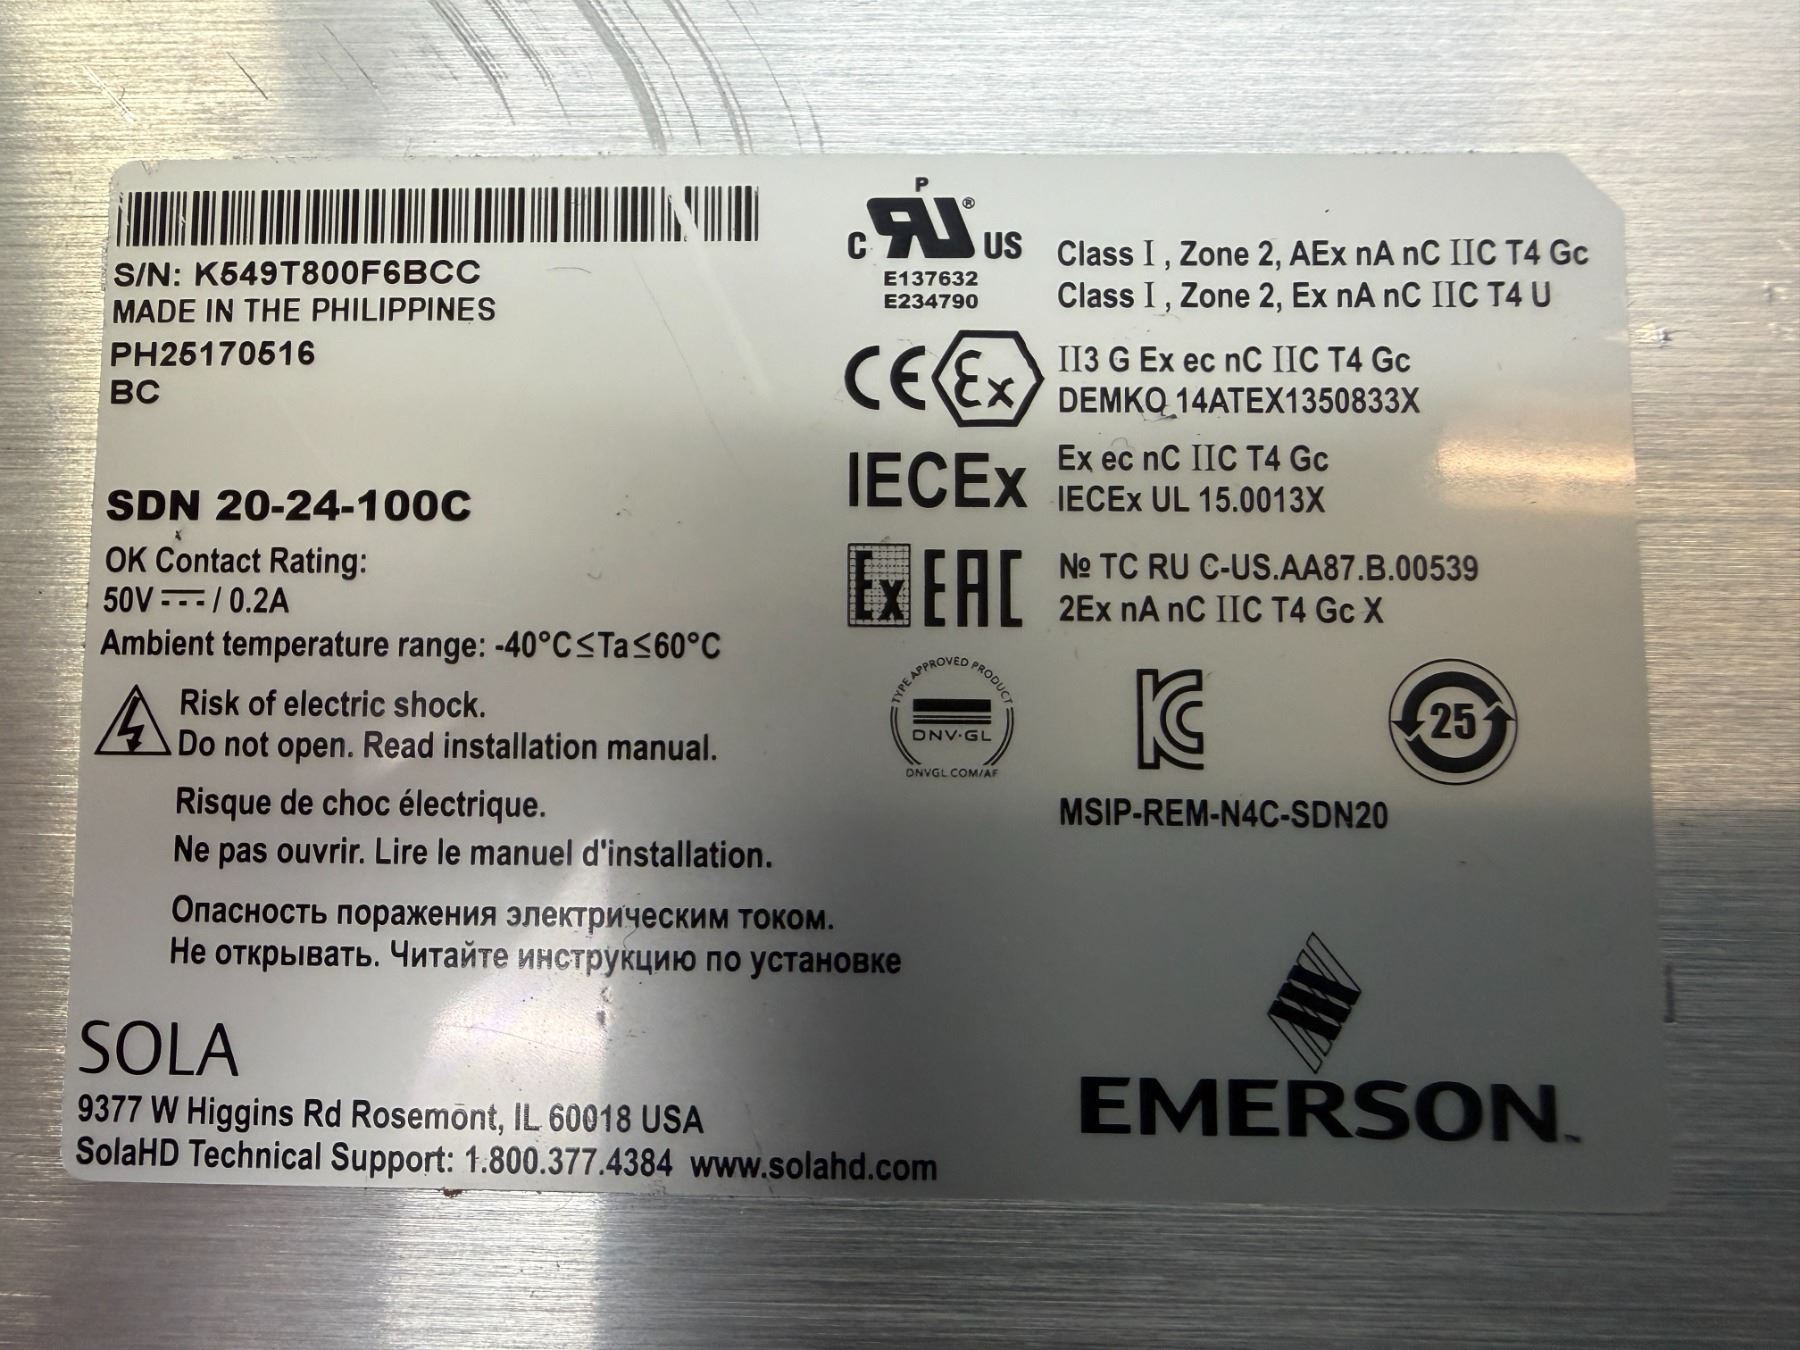 S/N: K549T800F6BCC
MADE IN THE PHILIPPINES
PH25170516
BC
SDN 20-24-100C
OK Contact Rating:
50V ⎓ / 0.2A
Ambient temperature range: -40°C≤Ta≤60°C
Risk of electric shock.
Do not open. Read installation manual.
Risque de choc électrique.
Ne pas ouvrir. Lire le manuel d'installation.
Опасность поражения электрическим током.
Не открывать. Читайте инструкцию по установке
SOLA
9377 W Higgins Rd Rosemont, IL 60018 USA
SolaHD Technical Support: 1.800.377.4384 www.solahd.com
P
C RU® US
E137632
E234790
Class I , Zone 2, AEx nA nC IIC T4 Gc
Class I , Zone 2, Ex nA nC IIC T4 U
CE Ex
II3 G Ex ec nC IIC T4 Gc
DEMKO 14ATEX1350833X
IECEx
Ex ec nC IIC T4 Gc
IECEx UL 15.0013X
Ex EAC
№ TC RU C-US.AA87.B.00539
2Ex nA nC IIC T4 Gc X
TYPE APPROVED PRODUCT
DNV·GL
DNVGL.COM/AF
KC
25
MSIP-REM-N4C-SDN20
EMERSON™